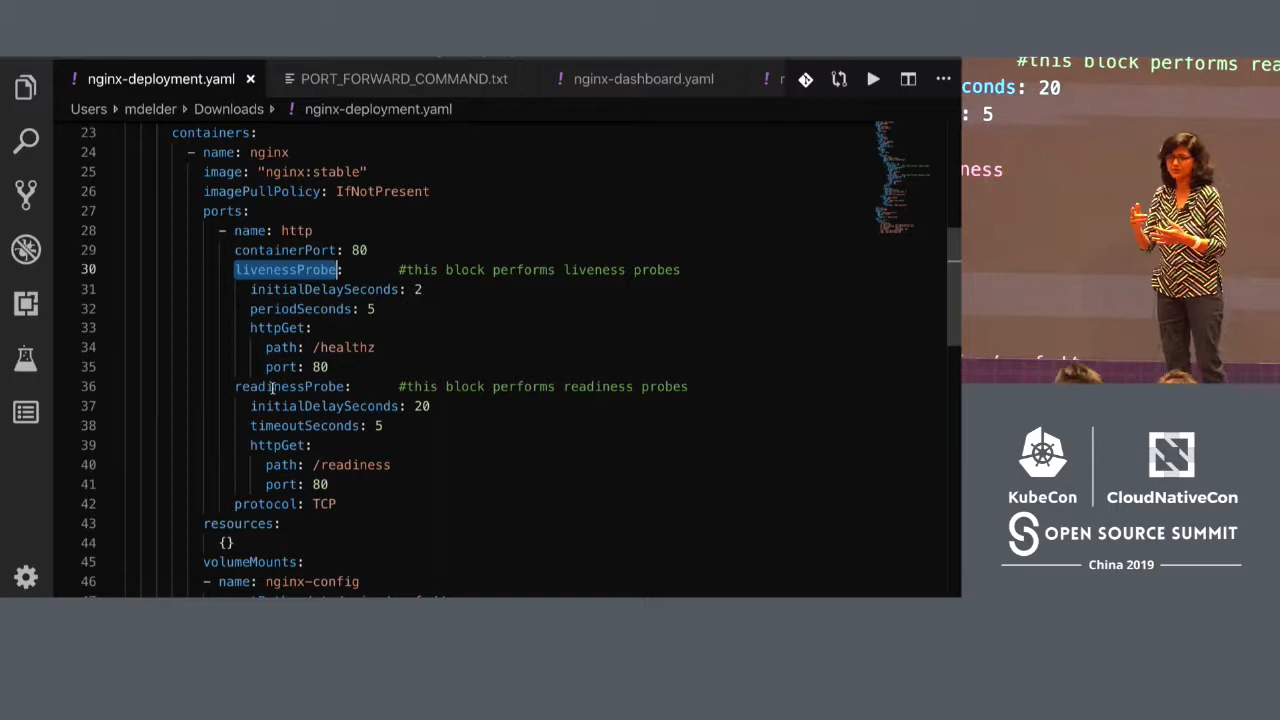 nginx-deployment.yaml
PORT_FORWARD_COMMAND.txt
nginx-dashboard.yaml
Users
mdelder
Downloads
nginx-deployment.yaml
23 containers:
24 - name: nginx
25 image: "nginx:stable"
26 imagePullPolicy: IfNotPresent
27 ports:
28 - name: http
29 containerPort: 80
30 livenessProbe: #this block performs liveness probes
31 initialDelaySeconds: 2
32 periodSeconds: 5
33 httpGet:
34 path: /healthz
35 port: 80
36 readinessProbe: #this block performs readiness probes
37 initialDelaySeconds: 20
38 timeoutSeconds: 5
39 httpGet:
40 path: /readiness
41 port: 80
42 protocol: TCP
43 resources:
44 {}
45 volumeMounts:
46 - name: nginx-config
#this block performs rea
conds: 20
: 5
ness
KubeCon
CloudNativeCon
OPEN SOURCE SUMMIT
China 2019